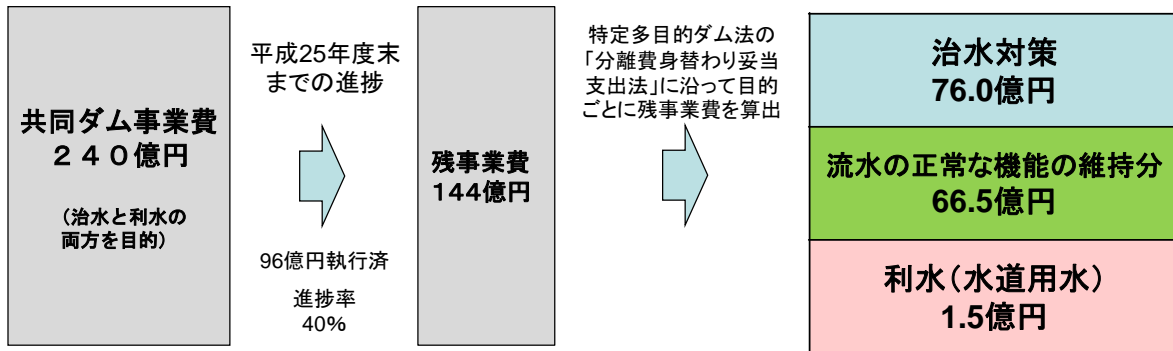 共同ダム事業費
２４０億円
（治水と利水の
両方を目的）
平成25年度末
までの進捗
96億円執行済
進捗率
40%
残事業費
144億円
特定多目的ダム法の
「分離費身替わり妥当
支出法」に沿って目的
ごとに残事業費を算出
治水対策
76.0億円
流水の正常な機能の維持分
66.5億円
利水（水道用水）
1.5億円